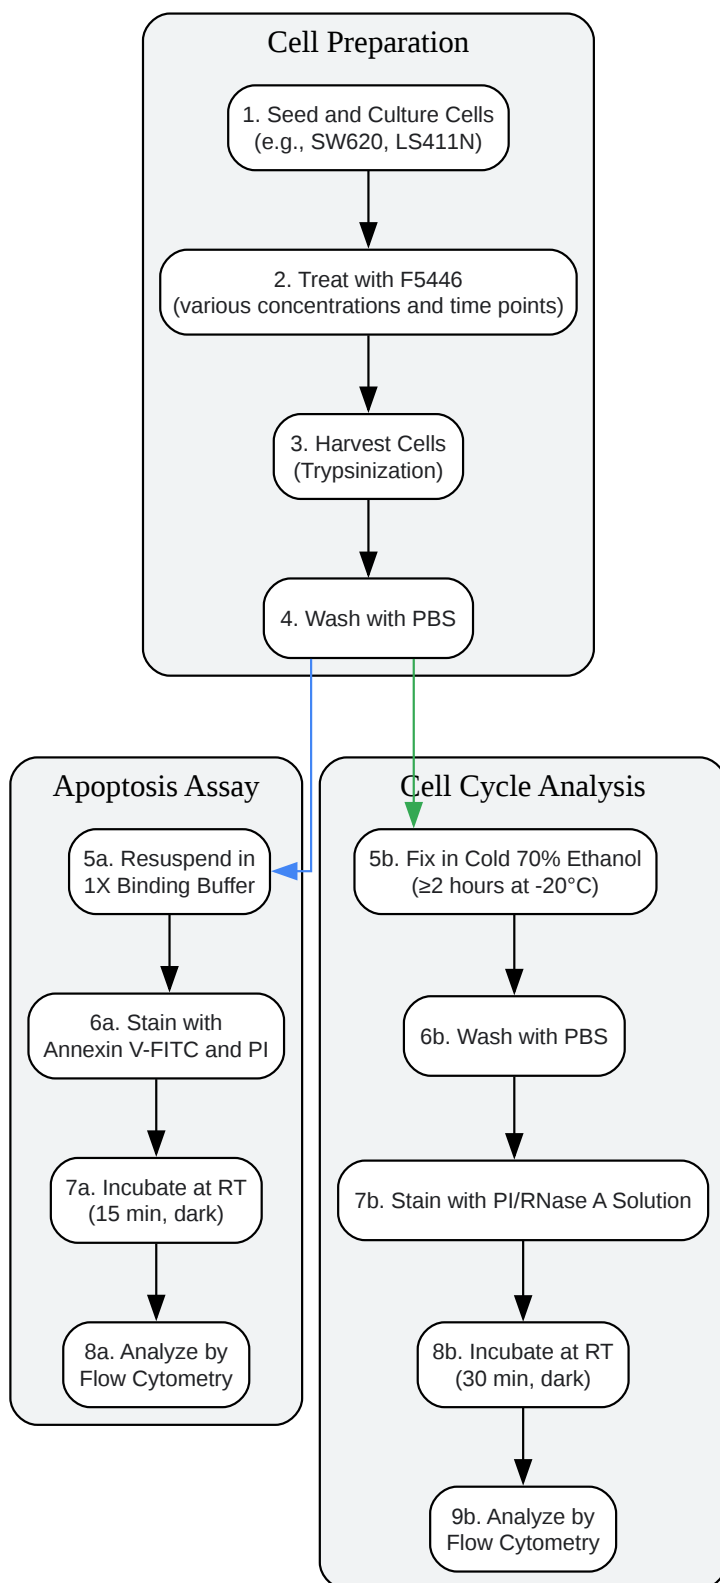 Cell Preparation
1. Seed and Culture Cells
(e.g., SW620, LS411N)
2. Treat with F5446
(various concentrations and time points)
3. Harvest Cells
(Trypsinization)
4. Wash with PBS
Apoptosis Assay
5a. Resuspend in
1X Binding Buffer
6a. Stain with
Annexin V-FITC and PI
7a. Incubate at RT
(15 min, dark)
8a. Analyze by
Flow Cytometry
Cell Cycle Analysis
5b. Fix in Cold 70% Ethanol
(≥2 hours at -20°C)
6b. Wash with PBS
7b. Stain with PI/RNase A Solution
8b. Incubate at RT
(30 min, dark)
9b. Analyze by
Flow Cytometry